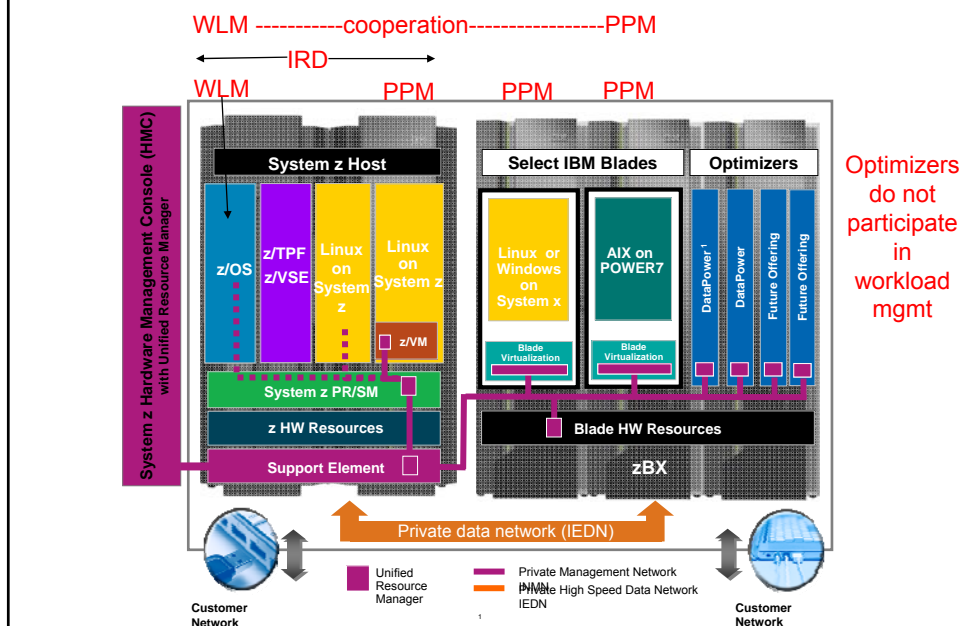 WLM -----------cooperation--------------------PPM
IRD
WLM PPM PPM PPM
System z Hardware Management Console (HMC)
with Unified Resource Manager
System z Host
Select IBM Blades
Optimizers
z/OS
z/TPF
z/VSE
Linux
on
System
z
Linux
on
System z
z/VM
Linux or
Windows
on
System x
Blade
Virtualization
AIX on
POWER7
Blade
Virtualization
DataPower 1
DataPower
Future Offering
Future Offering
Optimizers
do not
participate
in
workload
mgmt
System z PR/SM
z HW Resources
Support Element
Blade HW Resources
zBX
Private data network (IEDN)
Customer
Network
Unified
Resource
Manager
Private Management Network
INMN
Private High Speed Data Network
IEDN
1
Customer
Network